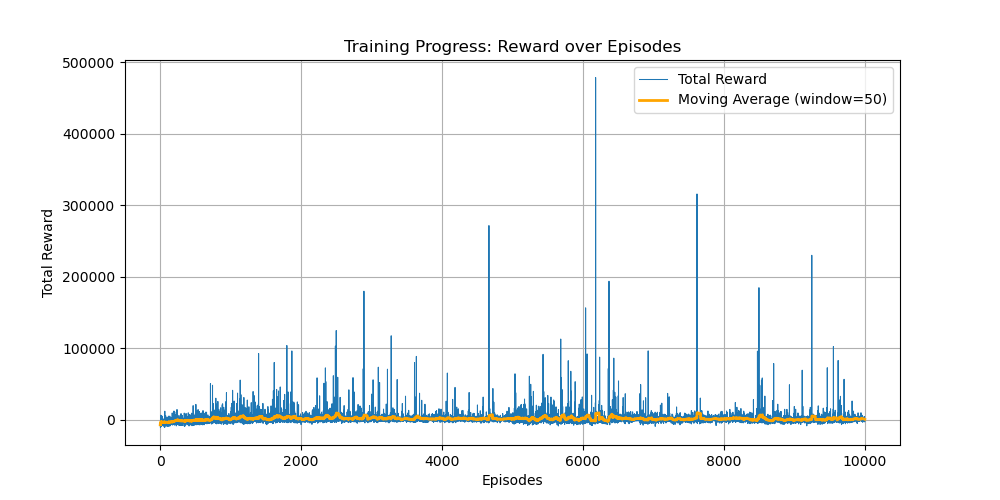 Training Progress: Reward over Episodes
500000
400000
300000
200000
100000
0
Total Reward
Total Reward
Moving Average (window=50)
0 2000 4000 6000 8000 10000
Episodes